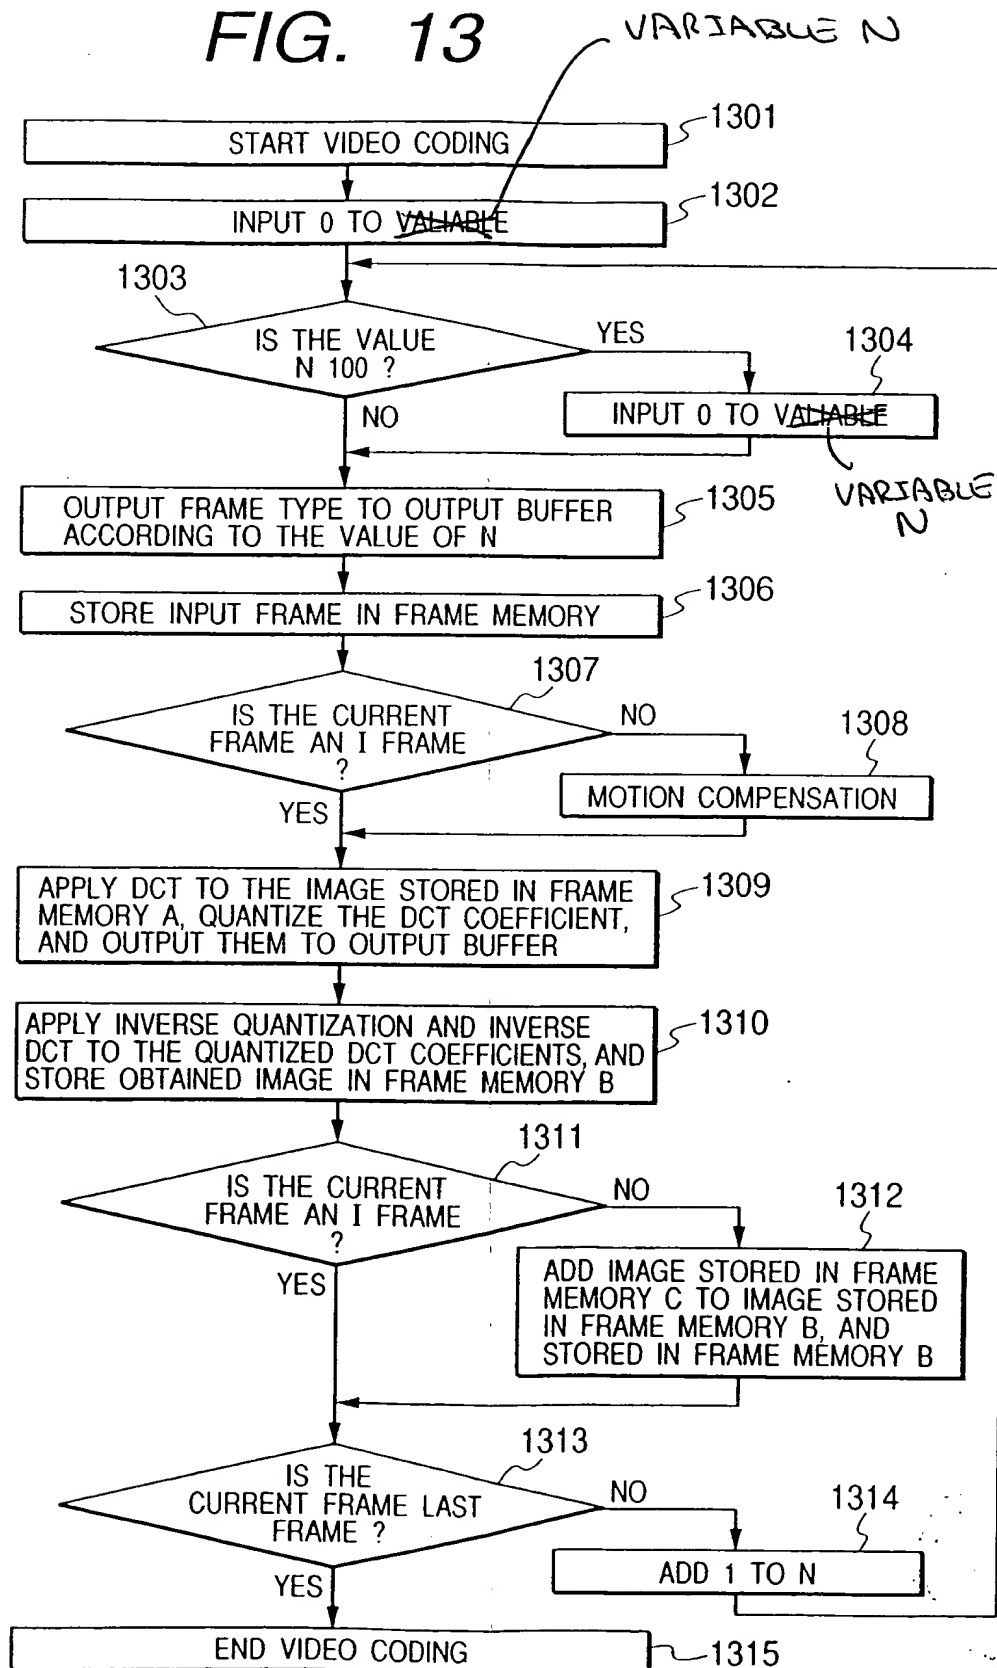 FIG. 13
VARIABLE N
1301
START VIDEO CODING
1302
INPUT 0 TO VALIABLE
1303
IS THE VALUE
N 100 ?
YES
NO
1304
INPUT 0 TO VALIABLE
VARIABLE
N
1305
OUTPUT FRAME TYPE TO OUTPUT BUFFER
ACCORDING TO THE VALUE OF N
1306
STORE INPUT FRAME IN FRAME MEMORY
1307
IS THE CURRENT
FRAME AN I FRAME
?
NO
YES
1308
MOTION COMPENSATION
1309
APPLY DCT TO THE IMAGE STORED IN FRAME
MEMORY A, QUANTIZE THE DCT COEFFICIENT,
AND OUTPUT THEM TO OUTPUT BUFFER
1310
APPLY INVERSE QUANTIZATION AND INVERSE
DCT TO THE QUANTIZED DCT COEFFICIENTS, AND
STORE OBTAINED IMAGE IN FRAME MEMORY B
1311
IS THE CURRENT
FRAME AN I FRAME
?
NO
YES
1312
ADD IMAGE STORED IN FRAME
MEMORY C TO IMAGE STORED
IN FRAME MEMORY B, AND
STORED IN FRAME MEMORY B
1313
IS THE
CURRENT FRAME LAST
FRAME ?
NO
YES
1314
ADD 1 TO N
END VIDEO CODING
1315